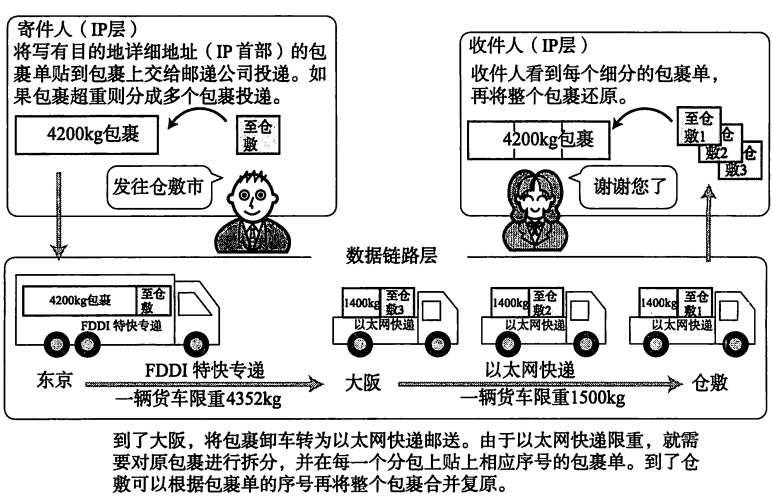 寄件人（IP层）
将写有目的地详细地址（IP首部）的包
裹单贴到包裹上交给邮递公司投递。如
果包裹超重则分成多个包裹投递。
4200kg包裹
至仓
敷
发往仓敷市
收件人（IP层）
收件人看到每个细分的包裹单，
再将整个包裹还原。
4200kg包裹
至仓
敷1
仓
敷2
仓
敷3
谢谢您了
数据链路层
4200kg包裹
至仓
敷
FDDI 特快专递
1400kg
至仓
敷3
以太网快递
1400kg
至仓
敷2
以太网快递
1400kg
至仓
敷1
以太网快递
东京
FDDI 特快专递
一辆货车限重4352kg
大阪
以太网快递
一辆货车限重1500kg
仓敷
到了大阪，将包裹卸车转为以太网快递邮送。由于以太网快递限重，就需
要对原包裹进行拆分，并在每一个分包上贴上相应序号的包裹单。到了仓
敷可以根据包裹单的序号再将整个包裹合并复原。